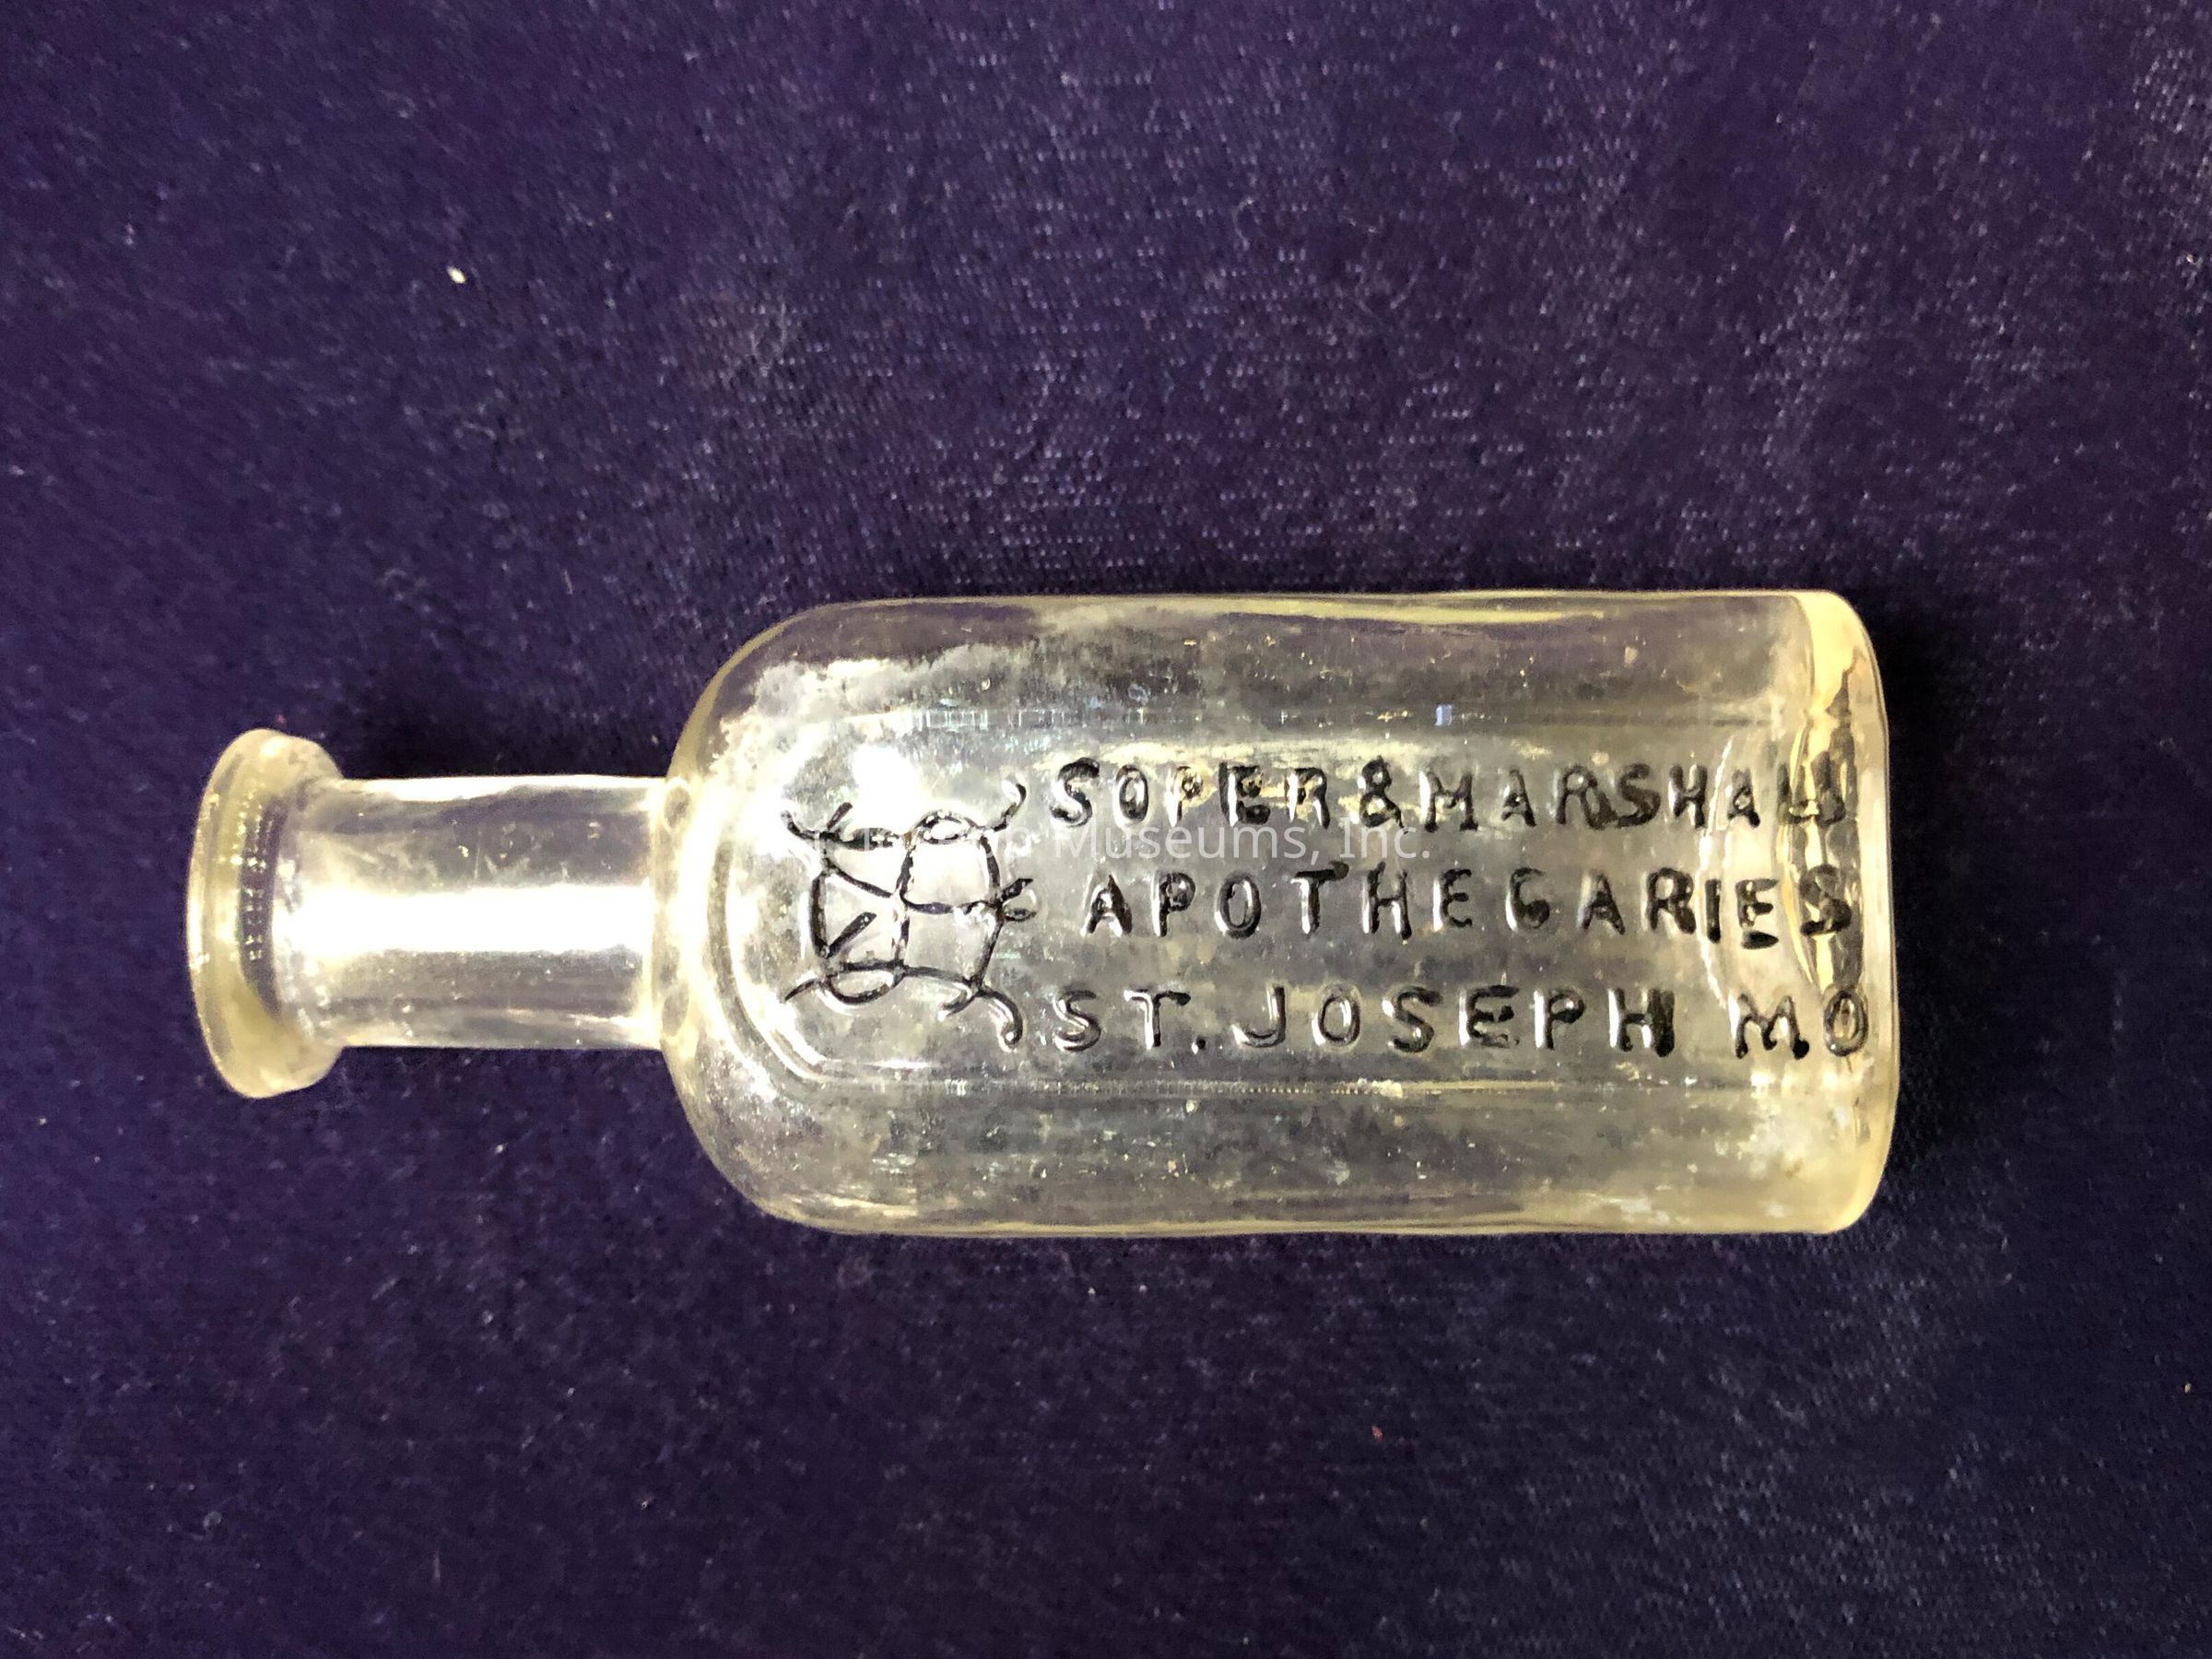 SOPER & MARSHALL
Museums, Inc.
APOTHECARIES
ST. JOSEPH MO